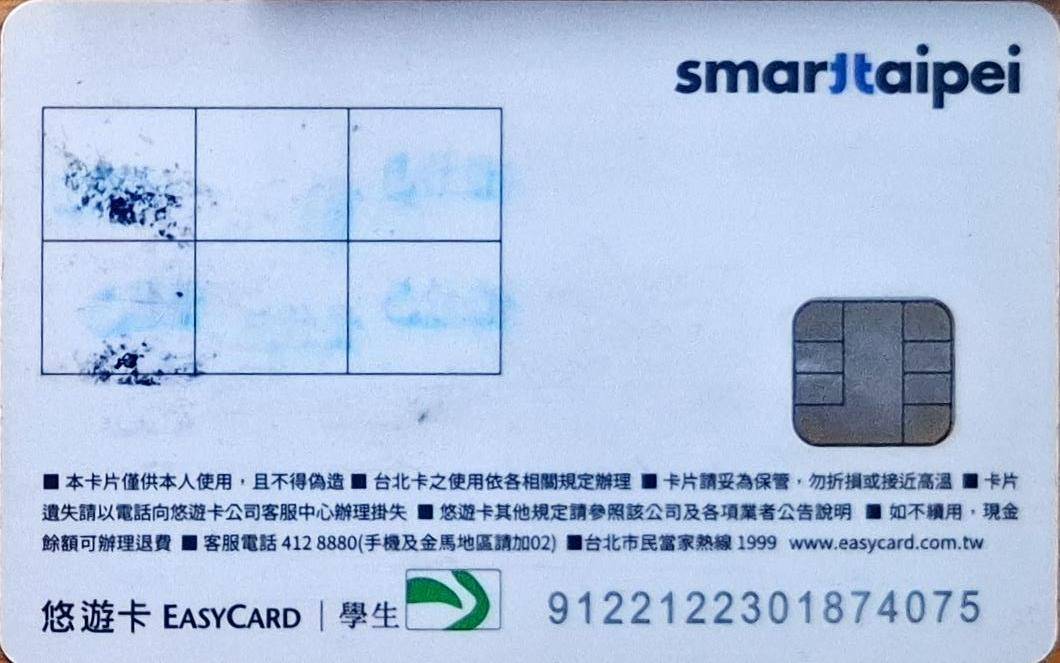 smarttaipei
■ 本卡片僅供本人使用，且不得偽造 ■ 台北卡之使用依各相關規定辦理 ■ 卡片請妥為保管，勿折損或接近高溫 ■ 卡片
遺失請以電話向悠遊卡公司客服中心辦理掛失 ■ 悠遊卡其他規定請參照該公司及各項業者公告說明 ■ 如不續用，現金
餘額可辦理退費 ■ 客服電話 412 8880(手機及金馬地區請加02) ■台北市民當家熱線 1999 www.easycard.com.tw
悠遊卡 EASYCARD | 學生 9122122301874075